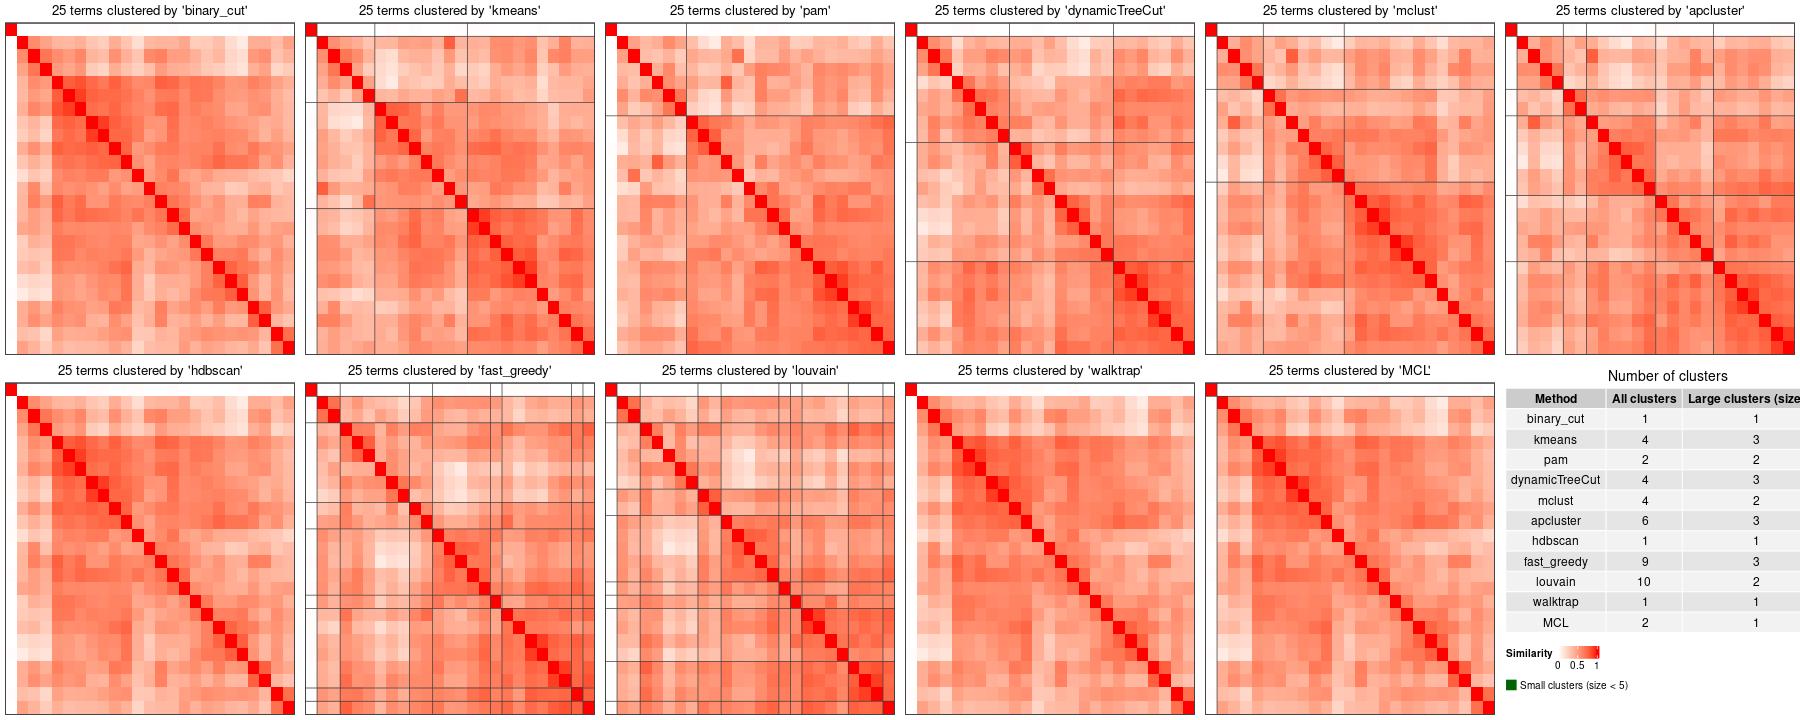 25 terms clustered by 'binary_cut'
25 terms clustered by 'kmeans'
25 terms clustered by 'pam'
25 terms clustered by 'dynamicTreeCut'
25 terms clustered by 'mclust'
25 terms clustered by 'apcluster'
25 terms clustered by 'hdbscan'
25 terms clustered by 'fast_greedy'
25 terms clustered by 'louvain'
25 terms clustered by 'walktrap'
25 terms clustered by 'MCL'
Number of clusters
Method All clusters Large clusters (size
binary_cut 1 1
kmeans 4 3
pam 2 2
dynamicTreeCut 4 3
mclust 4 2
apcluster 6 3
hdbscan 1 1
fast_greedy 9 3
louvain 10 2
walktrap 1 1
MCL 2 1
Similarity
0 0.5 1
Small clusters (size < 5)